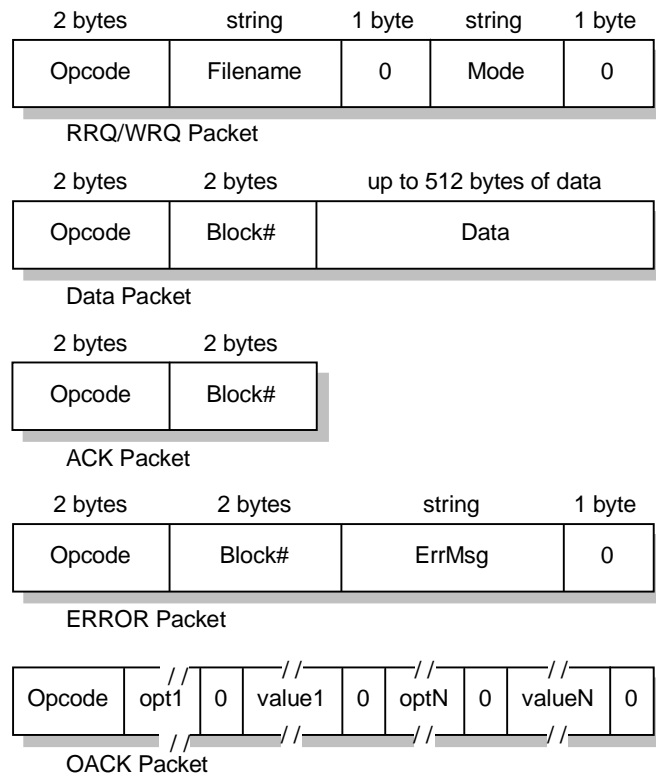 2 bytes string 1 byte string 1 byte
Opcode Filename 0 Mode 0
RRQ/WRQ Packet
2 bytes 2 bytes up to 512 bytes of data
Opcode Block# Data
Data Packet
2 bytes 2 bytes
Opcode Block#
ACK Packet
2 bytes 2 bytes string 1 byte
Opcode Block# ErrMsg 0
ERROR Packet
Opcode opt1 0 value1 0 optN 0 valueN 0
OACK Packet